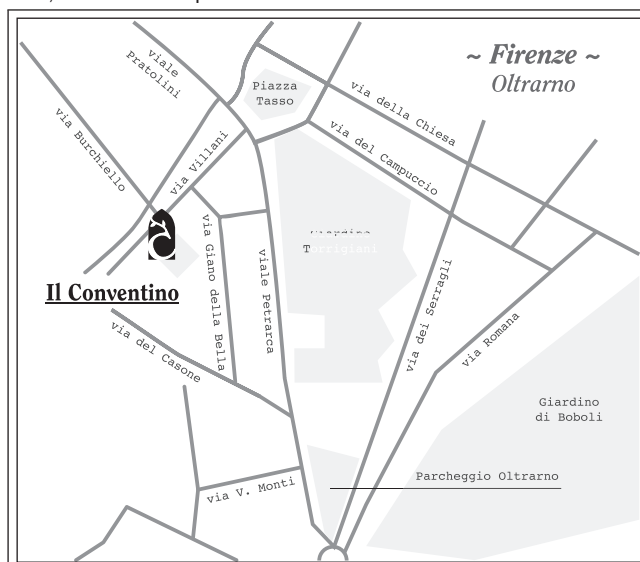 ~ Firenze ~
Oltrarno
viale
Pratolini
Piazza
Tasso
via della Chiesa
via Burchiello
via Villani
via del Campuccio
via Giano della Bella
viale Petrarca
Torrigiani
via dei Serragli
Il Conventino
via del Casone
via Romana
Giardino
di Boboli
Parcheggio Oltrarno
via V. Monti